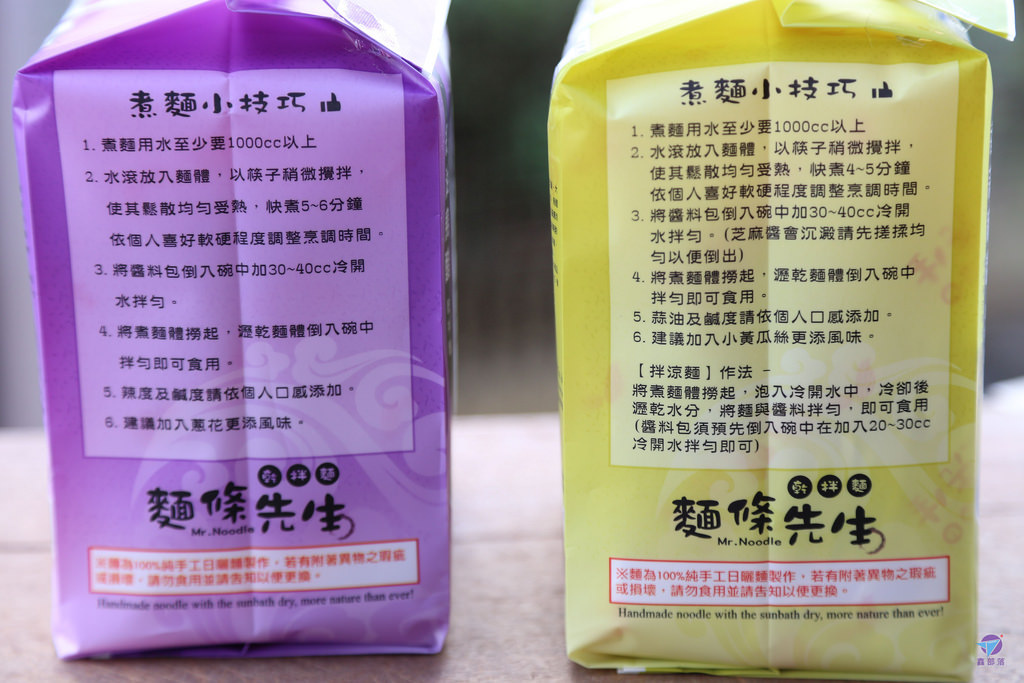 煮麵小技巧
1. 煮麵用水至少要1000cc以上
2. 水滾放入麵體，以筷子稍微攪拌，
使其鬆散均勻受熱，快煮5~6分鐘
依個人喜好軟硬程度調整烹調時間。
3. 將醬料包倒入碗中加30~40cc冷開
水拌勻。
4. 將煮麵體撈起，瀝乾麵體倒入碗中
拌勻即可食用。
5. 辣度及鹹度請依個人口感添加。
6. 建議加入蔥花更添風味。
乾拌麵
麵條先生
Mr.Noodle
※麵為100%純手工日曬麵製作，若有附著異物之瑕疵
或損壞，請勿食用並請告知以便更換。
Handmade noodle with the sunbath dry, more nature than ever!
煮麵小技巧
1. 煮麵用水至少要1000cc以上
2. 水滾放入麵體，以筷子稍微攪拌，
使其鬆散均勻受熱，快煮4~5分鐘
依個人喜好軟硬程度調整烹調時間。
3. 將醬料包倒入碗中加30~40cc冷開
水拌勻。(芝麻醬會沉澱請先搓揉均
勻以便倒出)
4. 將煮麵體撈起，瀝乾麵體倒入碗中
拌勻即可食用。
5. 蒜油及鹹度請依個人口感添加。
6. 建議加入小黃瓜絲更添風味。
【拌涼麵】作法 -
將煮麵體撈起，泡入冷開水中，冷卻後
瀝乾水分，將麵與醬料拌勻，即可食用
(醬料包須預先倒入碗中在加入20~30cc
冷開水拌勻即可)
乾拌麵
麵條先生
Mr.Noodle
※麵為100%純手工日曬麵製作，若有附著異物之瑕疵
或損壞，請勿食用並請告知以便更換。
Handmade noodle with the sunbath dry, more nature than ever!
鑫部落